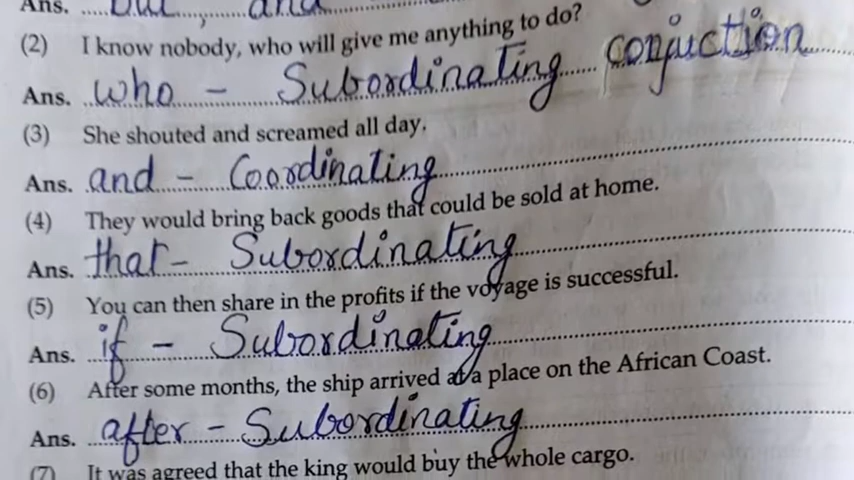 Ans. but, and
(2) I know nobody, who will give me anything to do?
Ans. who - Subordinating conjuction
(3) She shouted and screamed all day.
Ans. and - Coordinating
(4) They would bring back goods that could be sold at home.
Ans. that - Subordinating
(5) You can then share in the profits if the voyage is successful.
Ans. if - Subordinating
(6) After some months, the ship arrived at a place on the African Coast.
Ans. after - Subordinating
(7) It was agreed that the king would buy the whole cargo.